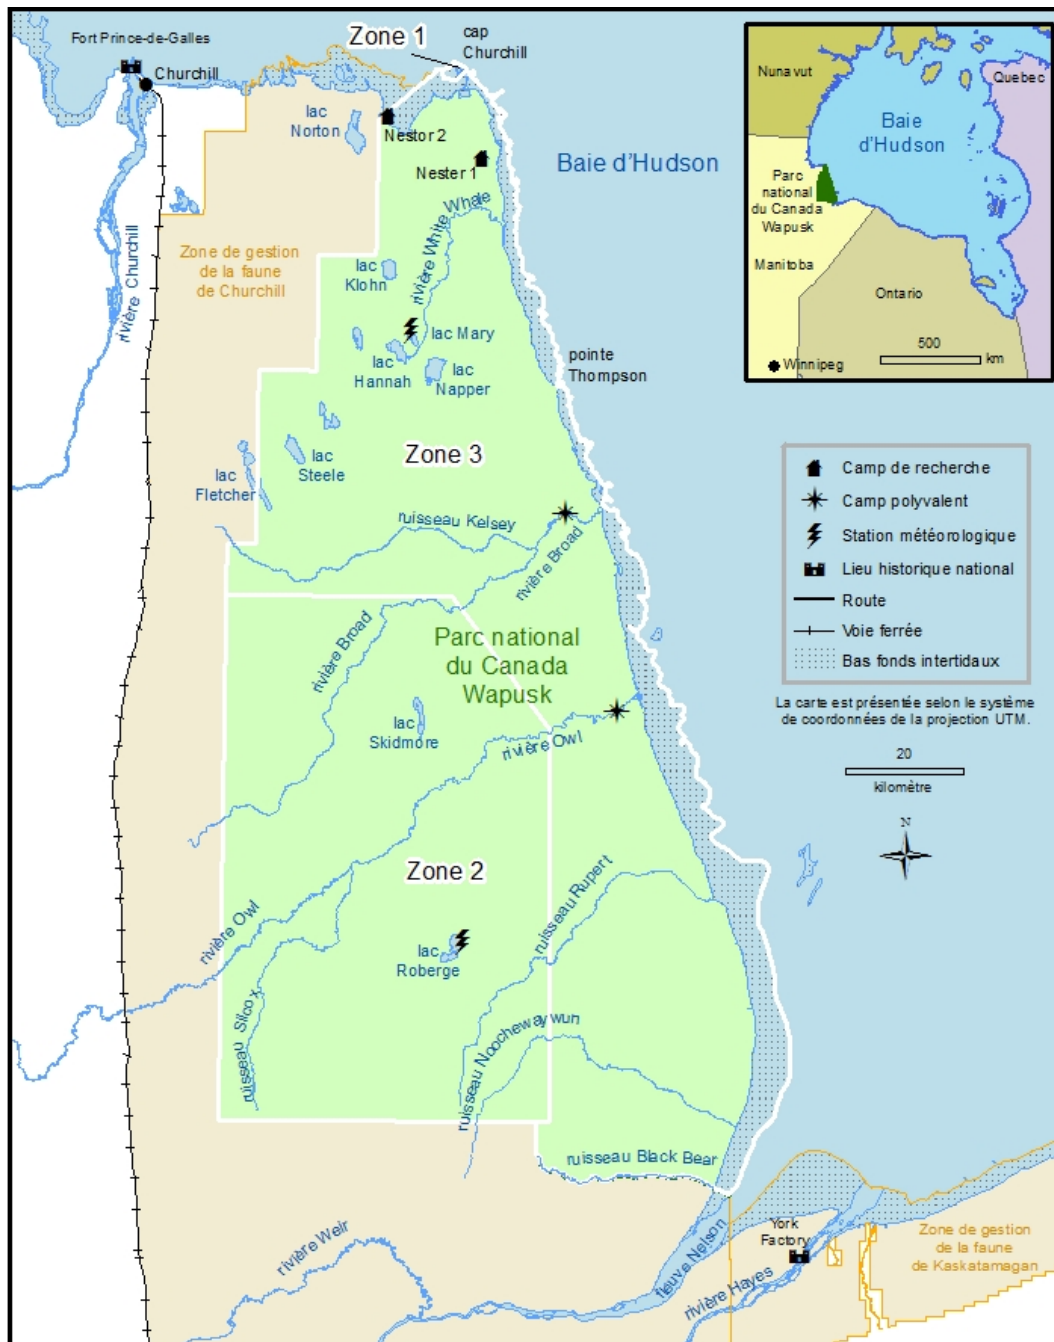 Fort Prince-de-Galles
Churchill
Zone 1
cap
Churchill
lac
Norton
Nestor 2
Nester 1
Baie d'Hudson
rivière White Whale
rivière Churchill
Zone de gestion
de la faune
de Churchill
lac
Klohn
lac Mary
lac
Hannah
lac
Napper
pointe
Thompson
Zone 3
lac
Steele
lac
Fletcher
ruisseau Kelsey
rivière Broad
rivière Broad
Parc national
du Canada
Wapusk
lac
Skidmore
rivière Owl
Zone 2
rivière Owl
lac
Roberge
ruisseau Silcox
ruisseau Rupert
ruisseau Noochewaywun
ruisseau Black Bear
rivière Weir
fleuve Nelson
rivière Hayes
York
Factory
Zone de gestion
de la faune
de Kaskatamagan
Nunavut
Quebec
Baie
d'Hudson
Parc
national
du Canada
Wapusk
Manitoba
Ontario
Winnipeg
500
km
Camp de recherche
Camp polyvalent
Station météorologique
Lieu historique national
Route
Voie ferrée
Bas fonds intertidaux
La carte est présentée selon le système
de coordonnées de la projection UTM.
20
kilomètre
N